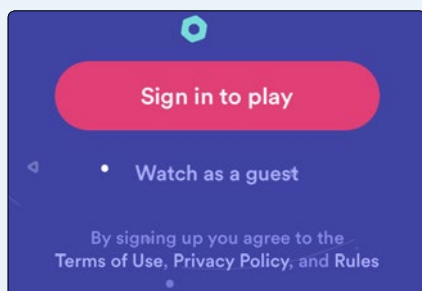 Sign in to play
Watch as a guest
By signing up you agree to the
Terms of Use, Privacy Policy, and Rules